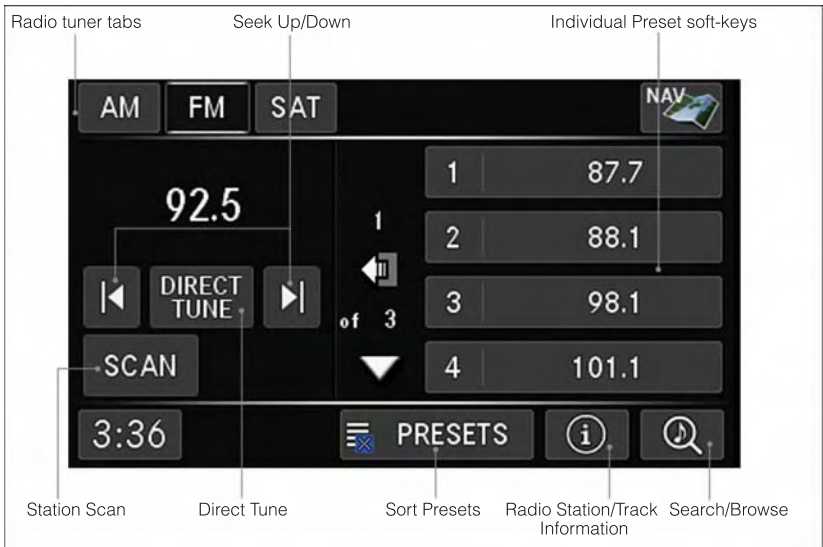 Radio tuner tabs
Seek Up/Down
Individual Preset soft-keys
AM
FM
SAT
NAV
92.5
DIRECT
TUNE
SCAN
3:36
1
of 3
1 87.7
2 88.1
3 98.1
4 101.1
PRESETS
i
Station Scan
Direct Tune
Sort Presets
Radio Station/Track
Information
Search/Browse